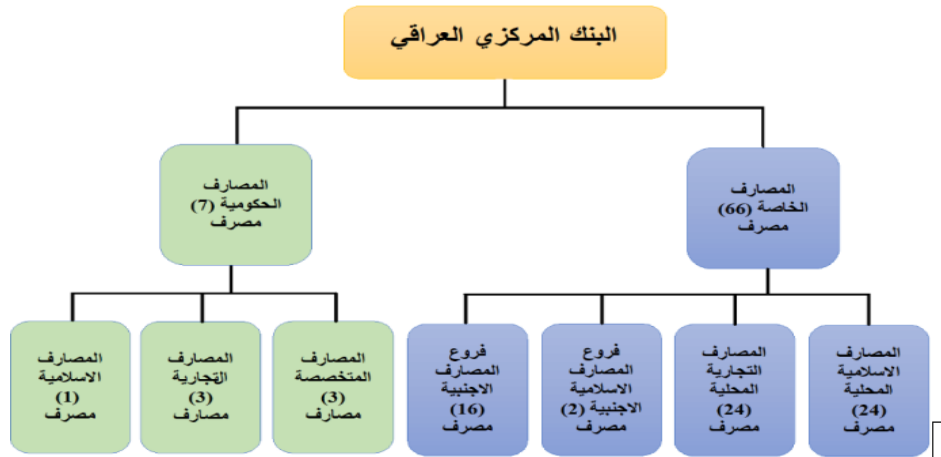 البنك المركزي العراقي
المصارف
الخاصة (66)
مصرف
المصارف
الحكومية (7)
مصرف
المصارف
الاسلامية
المحلية
(24)
مصرف
المصارف
التجارية
المحلية
(24)
مصرف
فروع
المصارف
الاسلامية
الاجنبية (2)
مصرف
فروع
المصارف
الاجنبية
(16)
مصرف
المصارف
المتخصصة
(3)
مصارف
المصارف
التجارية
(3)
مصارف
المصارف
الاسلامية
(1)
مصرف